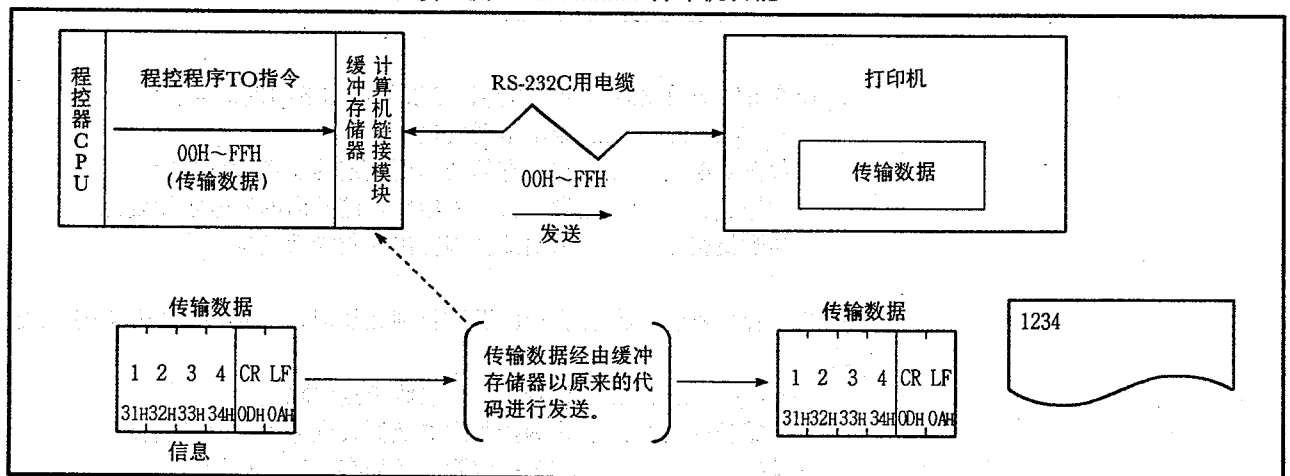 程控器CPU
程控程序TO指令
00H～FFH
(传输数据)
缓冲存储器
计算机链接模块
RS-232C用电缆
00H～FFH
发送
打印机
传输数据
传输数据
1 2 3 4 CR LF
31H 32H 33H 34H 0DH 0AH
信息
传输数据经由缓冲
存储器以原来的代
码进行发送。
传输数据
1 2 3 4 CR LF
31H 32H 33H 34H 0DH 0AH
1234